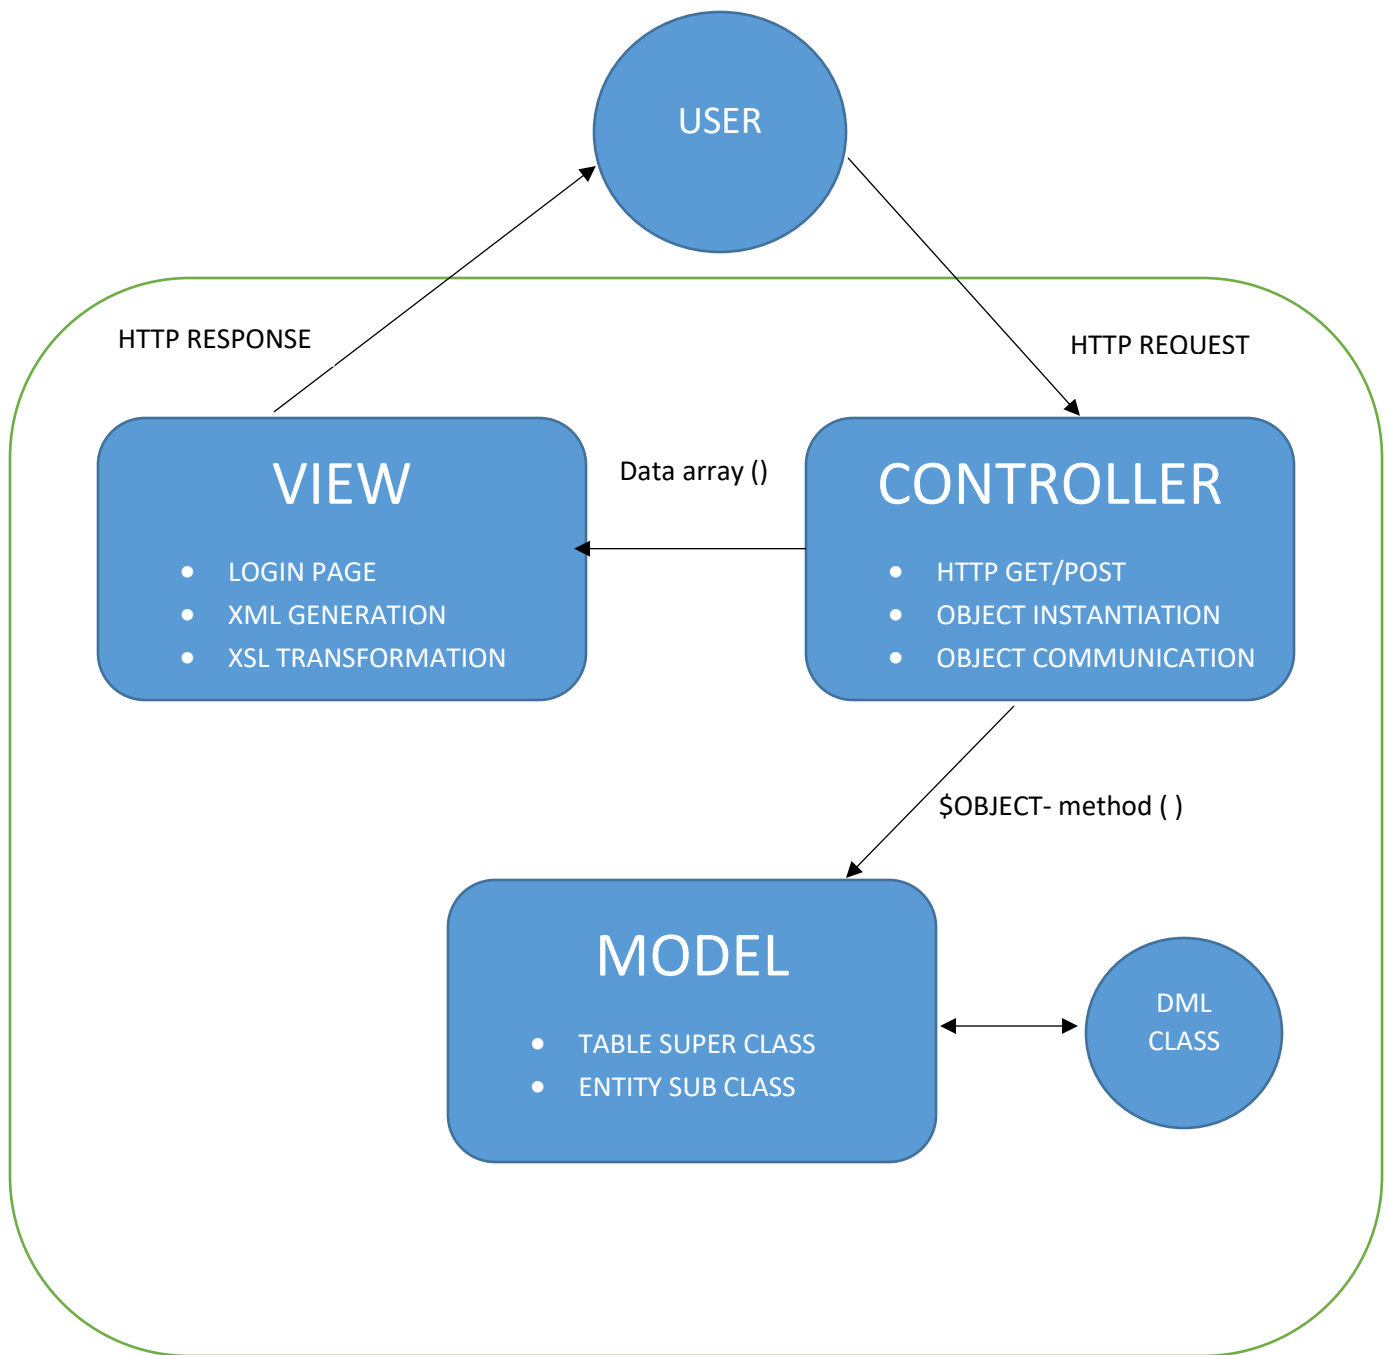 USER
HTTP RESPONSE
HTTP REQUEST
VIEW
• LOGIN PAGE
• XML GENERATION
• XSL TRANSFORMATION
Data array ()
CONTROLLER
• HTTP GET/POST
• OBJECT INSTANTIATION
• OBJECT COMMUNICATION
$OBJECT- method ( )
MODEL
• TABLE SUPER CLASS
• ENTITY SUB CLASS
DML
CLASS